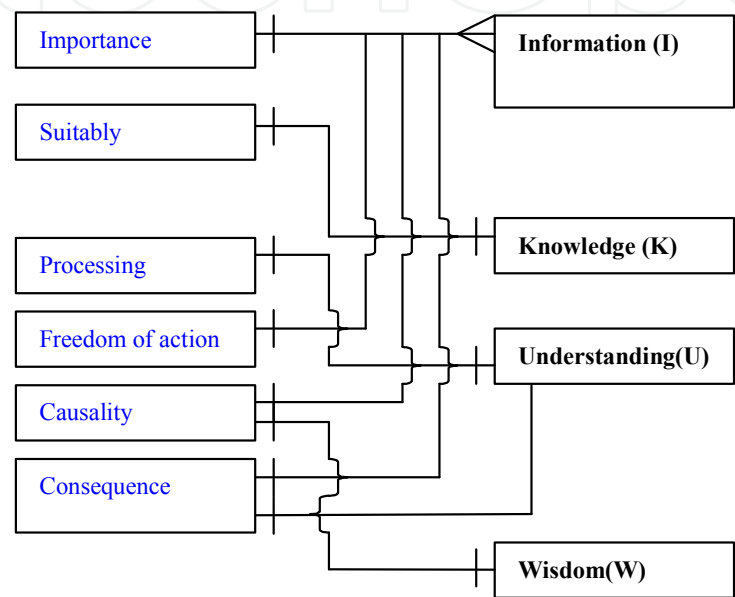 Importance
Suitably
Processing
Freedom of action
Causality
Consequence
Information (I)
Knowledge (K)
Understanding(U)
Wisdom(W)